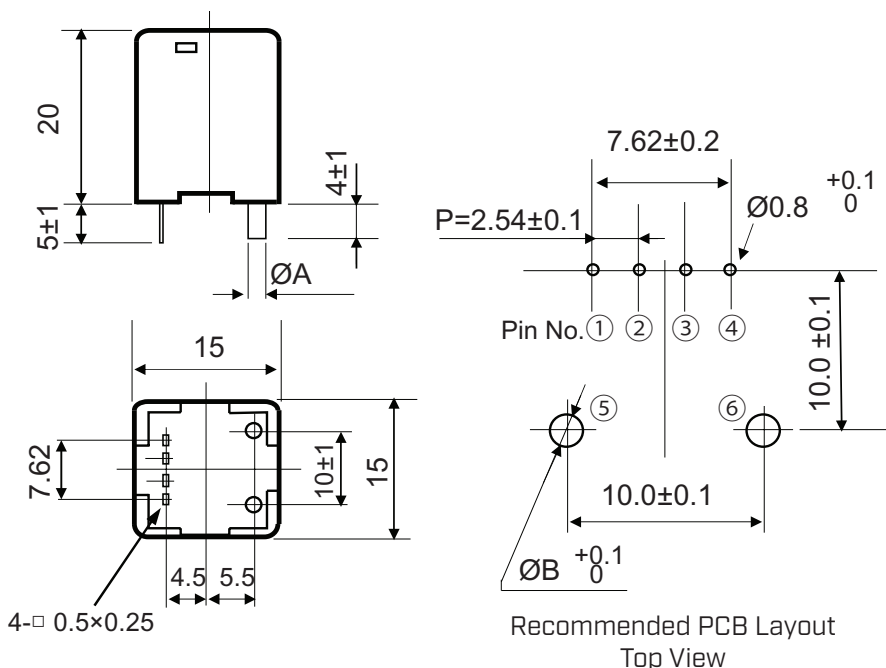 20
5±1
4±1
ØA
15
7.62
10±1
15
4.5
5.5
4-□ 0.5×0.25
7.62±0.2
P=2.54±0.1
Ø0.8 +0.1
0
Pin No. ① ② ③ ④
10.0 ±0.1
⑤ ⑥
10.0±0.1
ØB +0.1
0
Recommended PCB Layout
Top View